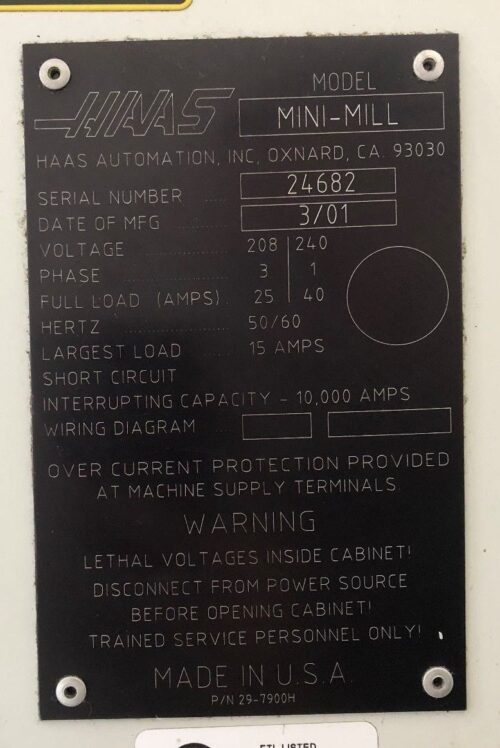 MODEL
HAAS MINI-MILL
HAAS AUTOMATION, INC, OXNARD, CA. 93030
SERIAL NUMBER ..... 24682
DATE OF MFG ............. 3/01
VOLTAGE .................. 208 | 240
PHASE ..................... 3 | 1
FULL LOAD (AMPS). 25 | 40
HERTZ ..................... 50/60
LARGEST LOAD ....... 15 AMPS
SHORT CIRCUIT
INTERRUPTING CAPACITY - 10,000 AMPS
WIRING DIAGRAM .......
OVER CURRENT PROTECTION PROVIDED
AT MACHINE SUPPLY TERMINALS.
WARNING
LETHAL VOLTAGES INSIDE CABINET!
DISCONNECT FROM POWER SOURCE
BEFORE OPENING CABINET!
TRAINED SERVICE PERSONNEL ONLY!
MADE IN U.S.A.
P/N 29-7900H
ETL LISTED